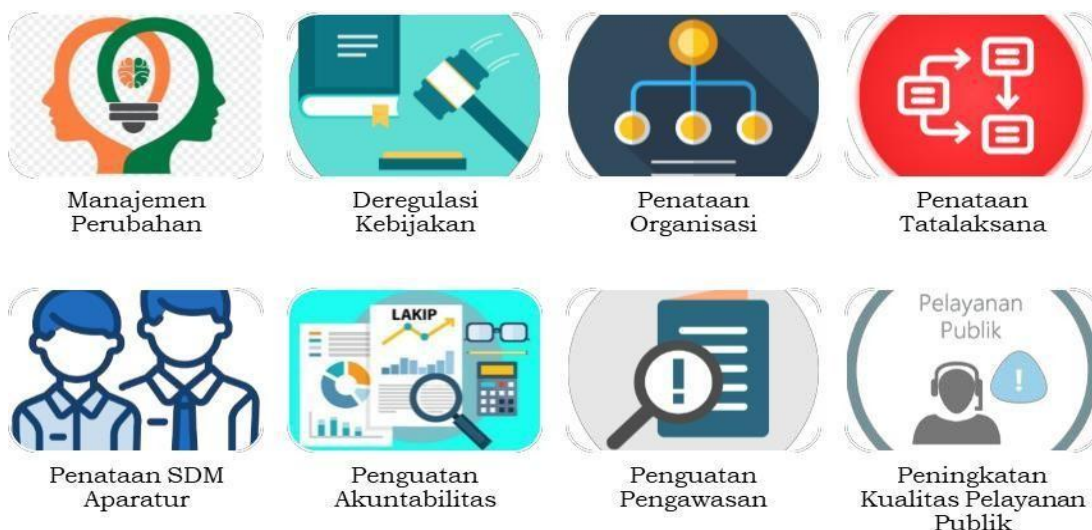 Manajemen
Perubahan
Deregulasi
Kebijakan
Penataan
Organisasi
Penataan
Tatalaksana
LAKIP
Pelayanan
Publik
Penataan SDM
Aparatur
Penguatan
Akuntabilitas
Penguatan
Pengawasan
Peningkatan
Kualitas Pelayanan
Publik